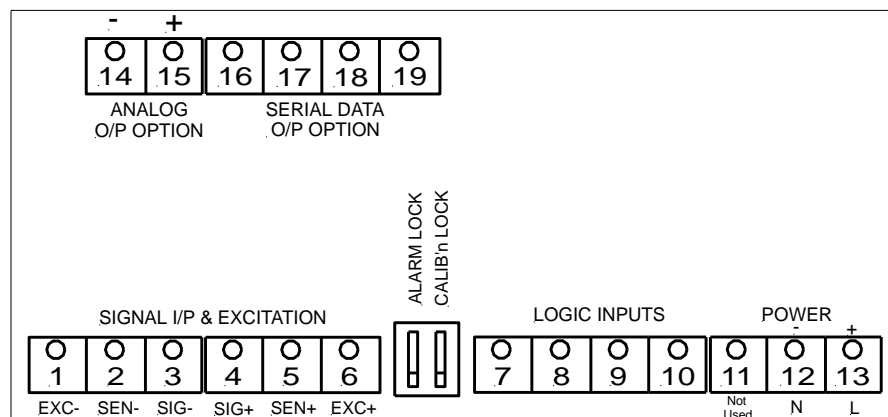 - +
14 15 16 17 18 19
ANALOG
O/P OPTION
SERIAL DATA
O/P OPTION
ALARM LOCK
CALIB'n LOCK
SIGNAL I/P & EXCITATION
1 2 3 4 5 6
EXC- SEN- SIG- SIG+ SEN+ EXC+
LOGIC INPUTS
7 8 9 10
POWER
- +
11 12 13
Not
Used
N L